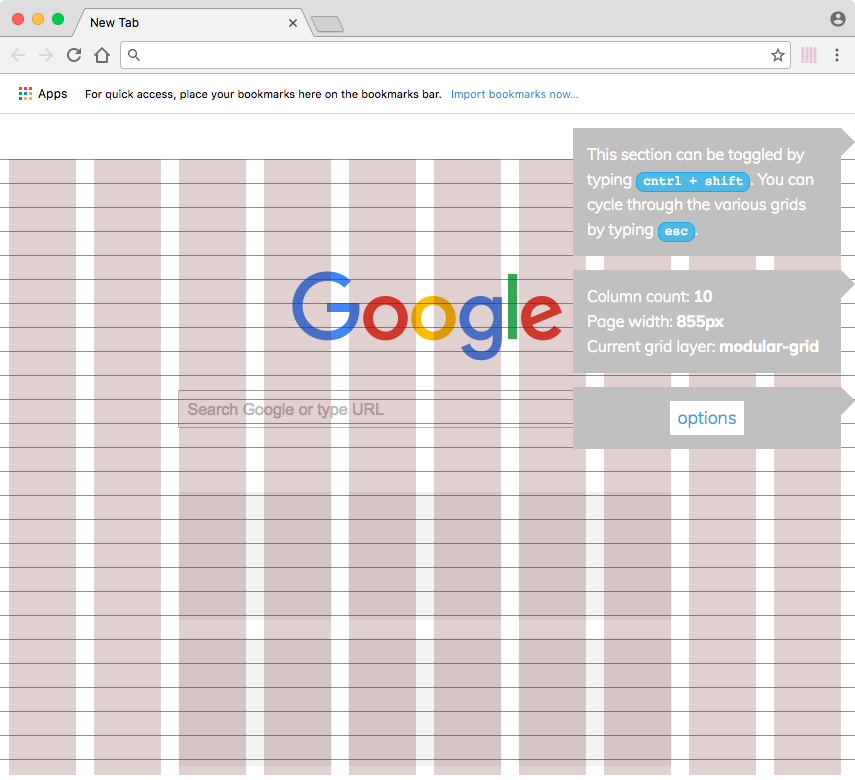 New Tab
Apps
For quick access, place your bookmarks here on the bookmarks bar. Import bookmarks now...
This section can be toggled by
typing cntrl + shift. You can
cycle through the various grids
by typing esc.
Google
Column count: 10
Page width: 855px
Current grid layer: modular-grid
Search Google or type URL
options